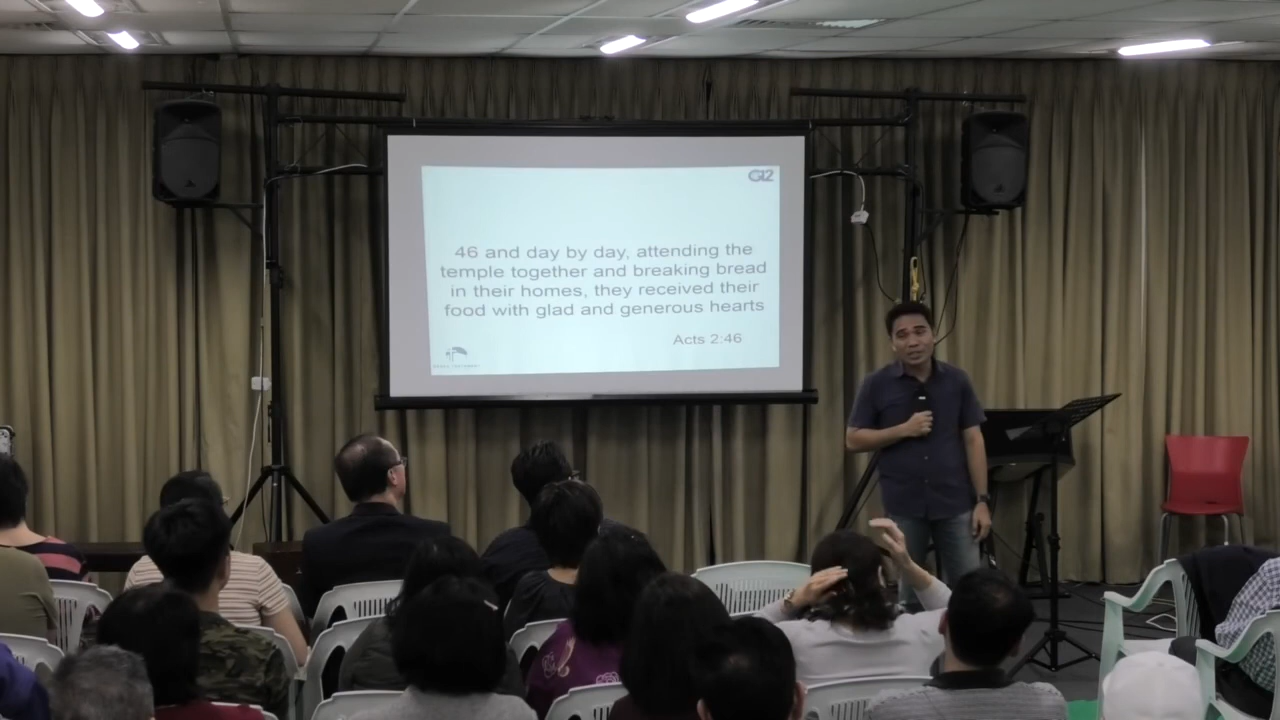 G12
46 and day by day, attending the
temple together and breaking bread
in their homes, they received their
food with glad and generous hearts
Acts 2:46